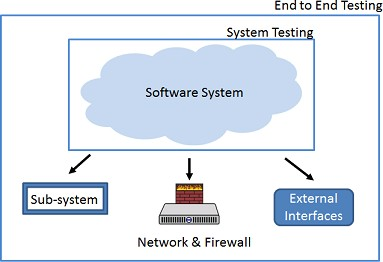 End to End Testing
System Testing
Software System
Sub-system
External
Interfaces
Network & Firewall